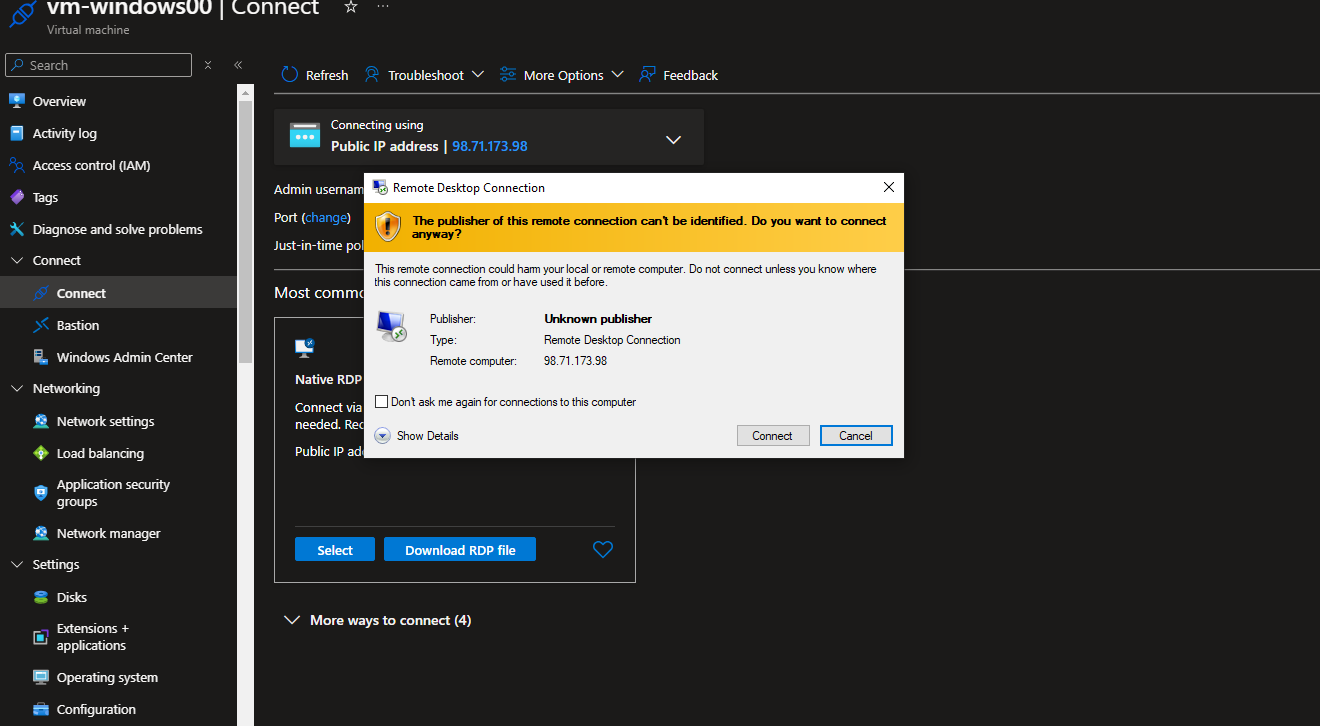 vm-windows00 | Connect
Virtual machine
Search
Overview
Activity log
Access control (IAM)
Tags
Diagnose and solve problems
Connect
Connect
Bastion
Windows Admin Center
Networking
Network settings
Load balancing
Application security
groups
Network manager
Settings
Disks
Extensions +
applications
Operating system
Configuration
Refresh
Troubleshoot
More Options
Feedback
Connecting using
Public IP address | 98.71.173.98
Admin usernam
Port (change)
Just-in-time pol
Most commo
Native RDP
Connect via
needed. Rec
Public IP ad
Select
Download RDP file
More ways to connect (4)
Remote Desktop Connection
The publisher of this remote connection can't be identified. Do you want to connect
anyway?
This remote connection could harm your local or remote computer. Do not connect unless you know where
this connection came from or have used it before.
Publisher: Unknown publisher
Type: Remote Desktop Connection
Remote computer: 98.71.173.98
Don't ask me again for connections to this computer
Show Details
Connect
Cancel